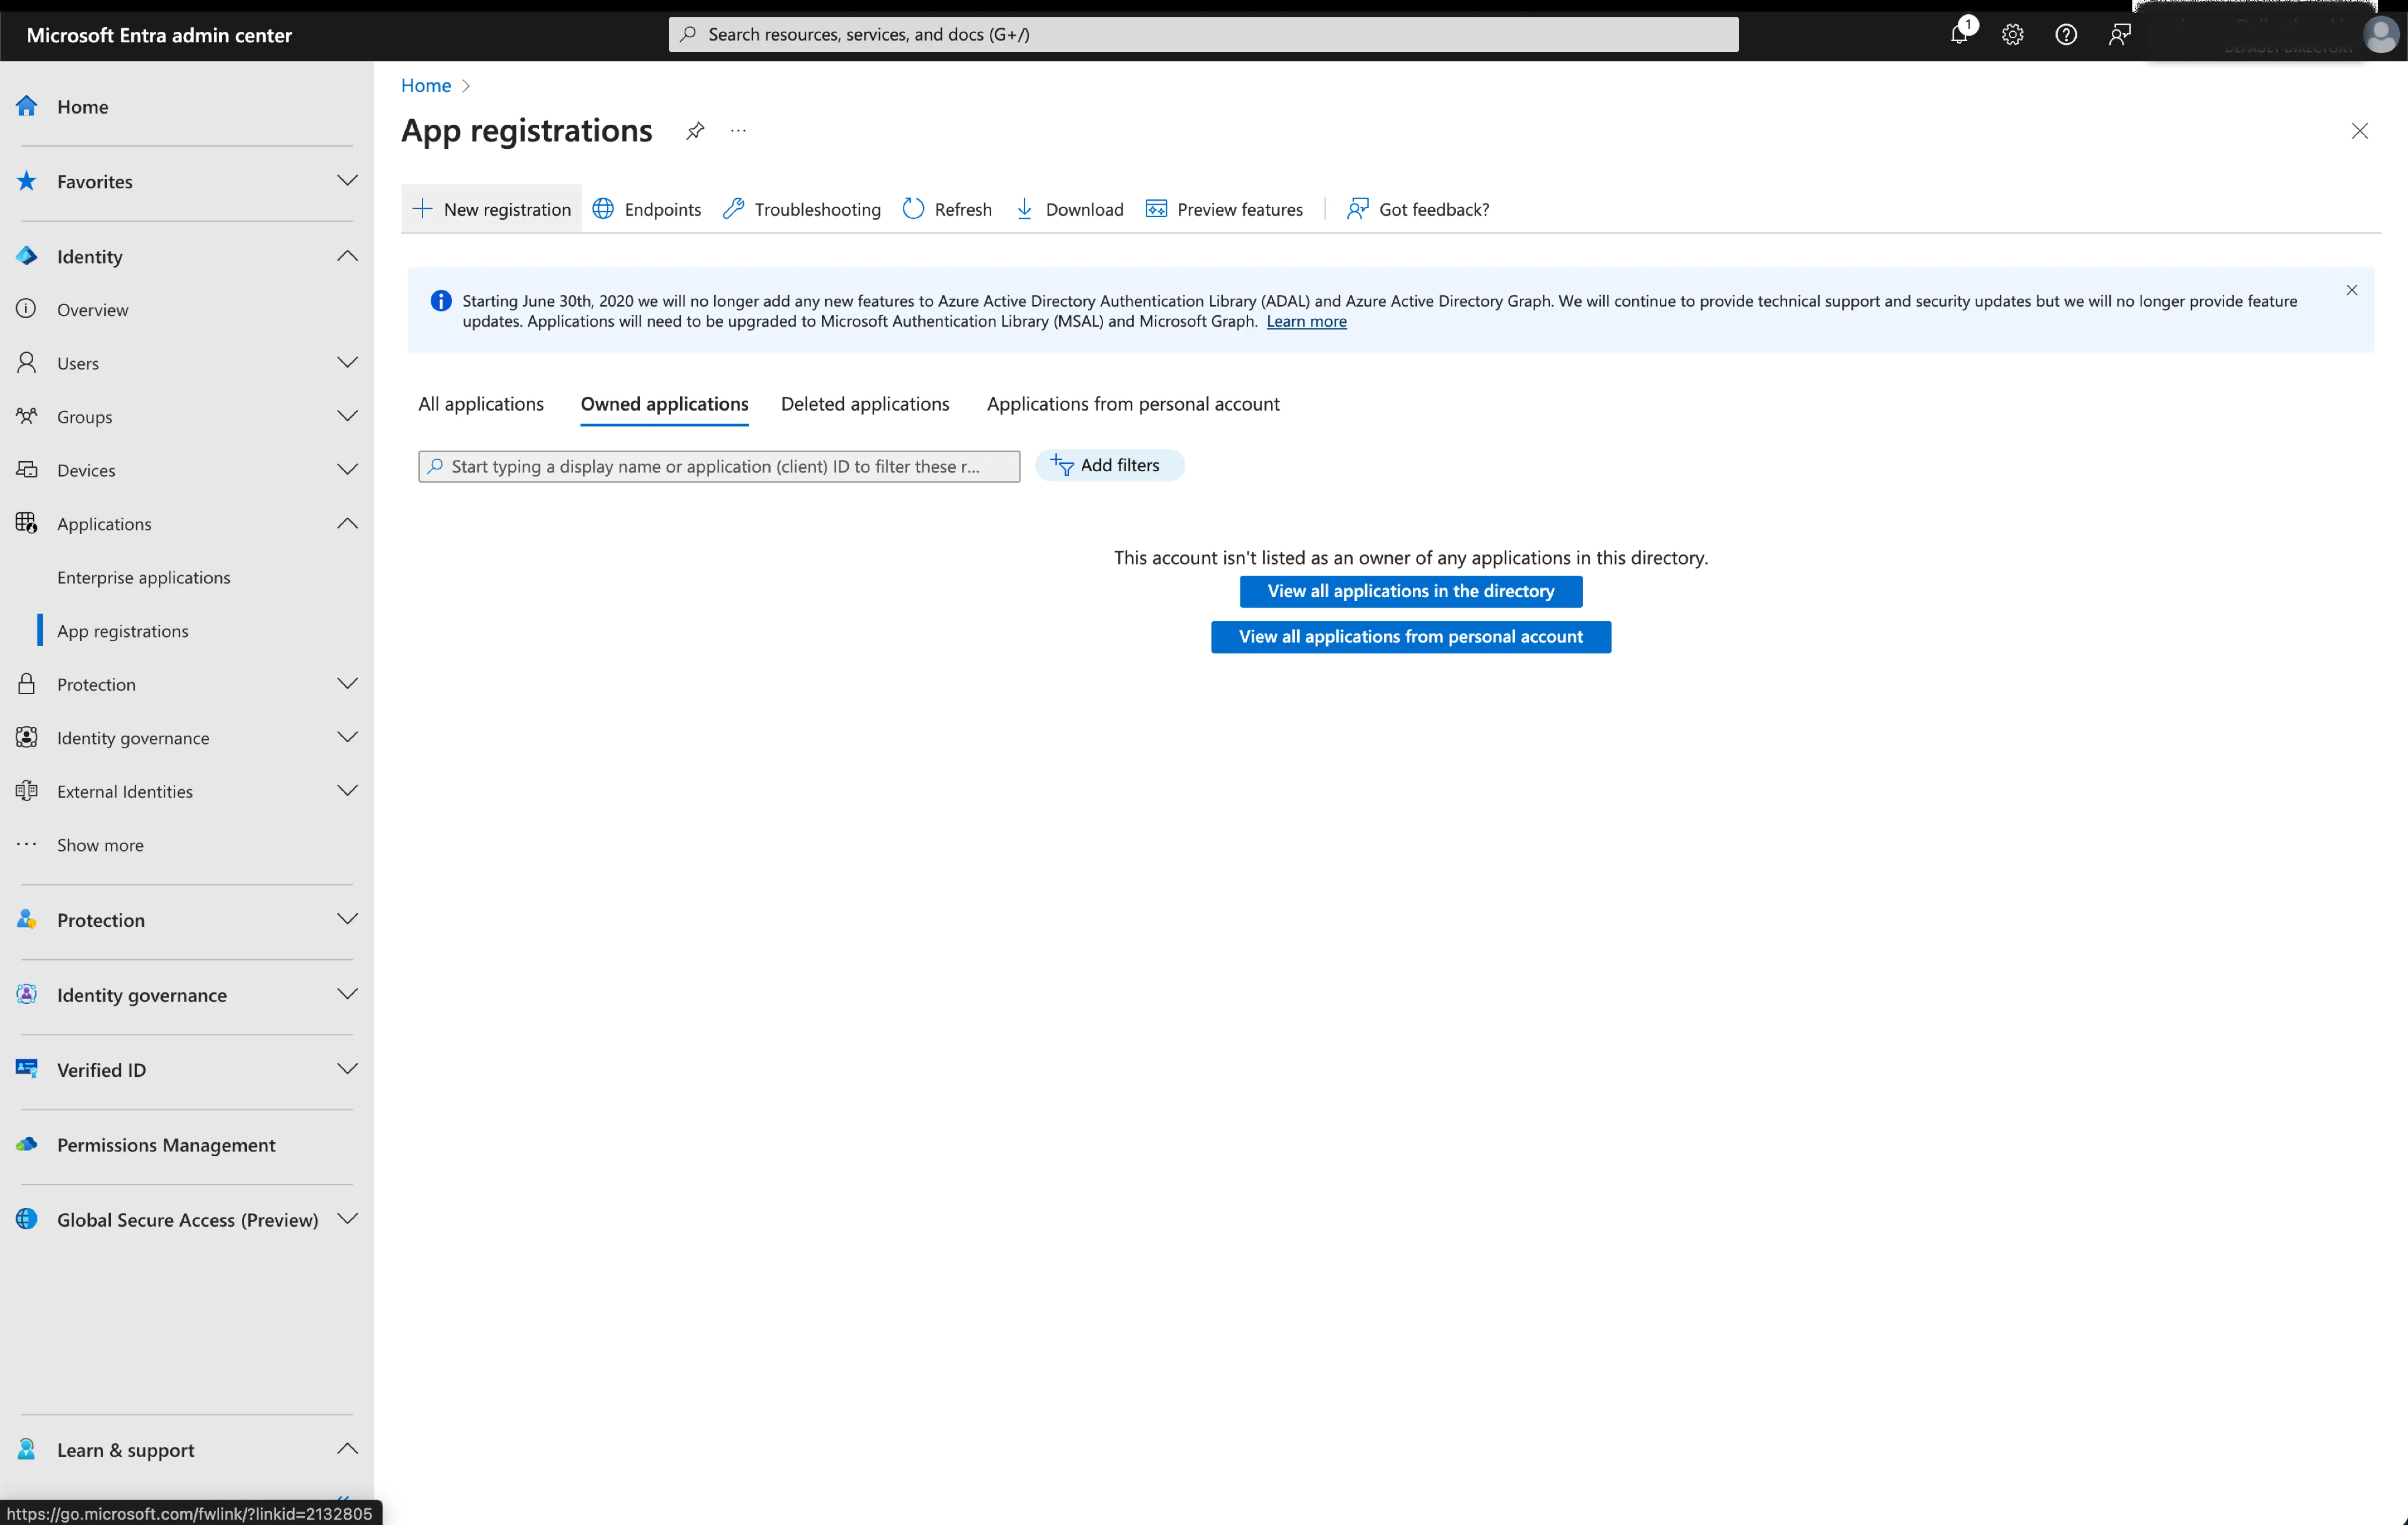 Microsoft Entra admin center
Search resources, services, and docs (G+/)
1
Home
Favorites
Identity
Overview
Users
Groups
Devices
Applications
Enterprise applications
App registrations
Protection
Identity governance
External Identities
Show more
Protection
Identity governance
Verified ID
Permissions Management
Global Secure Access (Preview)
Learn & support
https://go.microsoft.com/fwlink/?linkid=2132805
Home
App registrations
New registration
Endpoints
Troubleshooting
Refresh
Download
Preview features
Got feedback?
Starting June 30th, 2020 we will no longer add any new features to Azure Active Directory Authentication Library (ADAL) and Azure Active Directory Graph. We will continue to provide technical support and security updates but we will no longer provide feature
updates. Applications will need to be upgraded to Microsoft Authentication Library (MSAL) and Microsoft Graph. Learn more
All applications
Owned applications
Deleted applications
Applications from personal account
Start typing a display name or application (client) ID to filter these r...
Add filters
This account isn't listed as an owner of any applications in this directory.
View all applications in the directory
View all applications from personal account